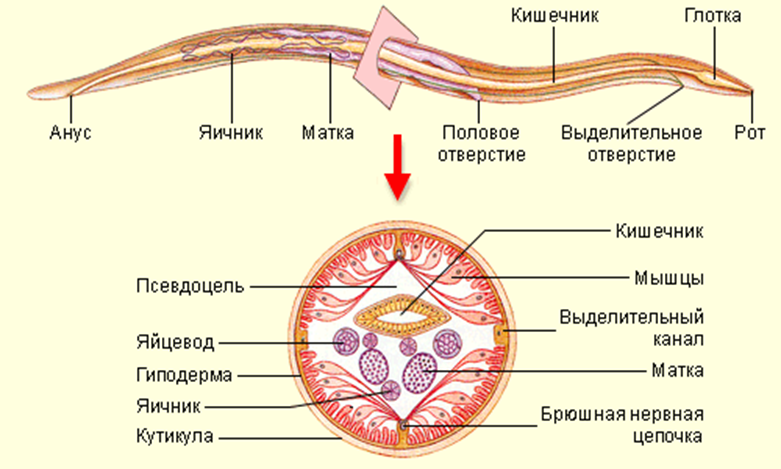 Кишечник
Глотка
Анус
Яичник
Матка
Половое
отверстие
Выделительное
отверстие
Рот
Кишечник
Псевдоцель
Мышцы
Выделительный
канал
Яйцевод
Гиподерма
Матка
Яичник
Кутикула
Брюшная нервная
цепочка